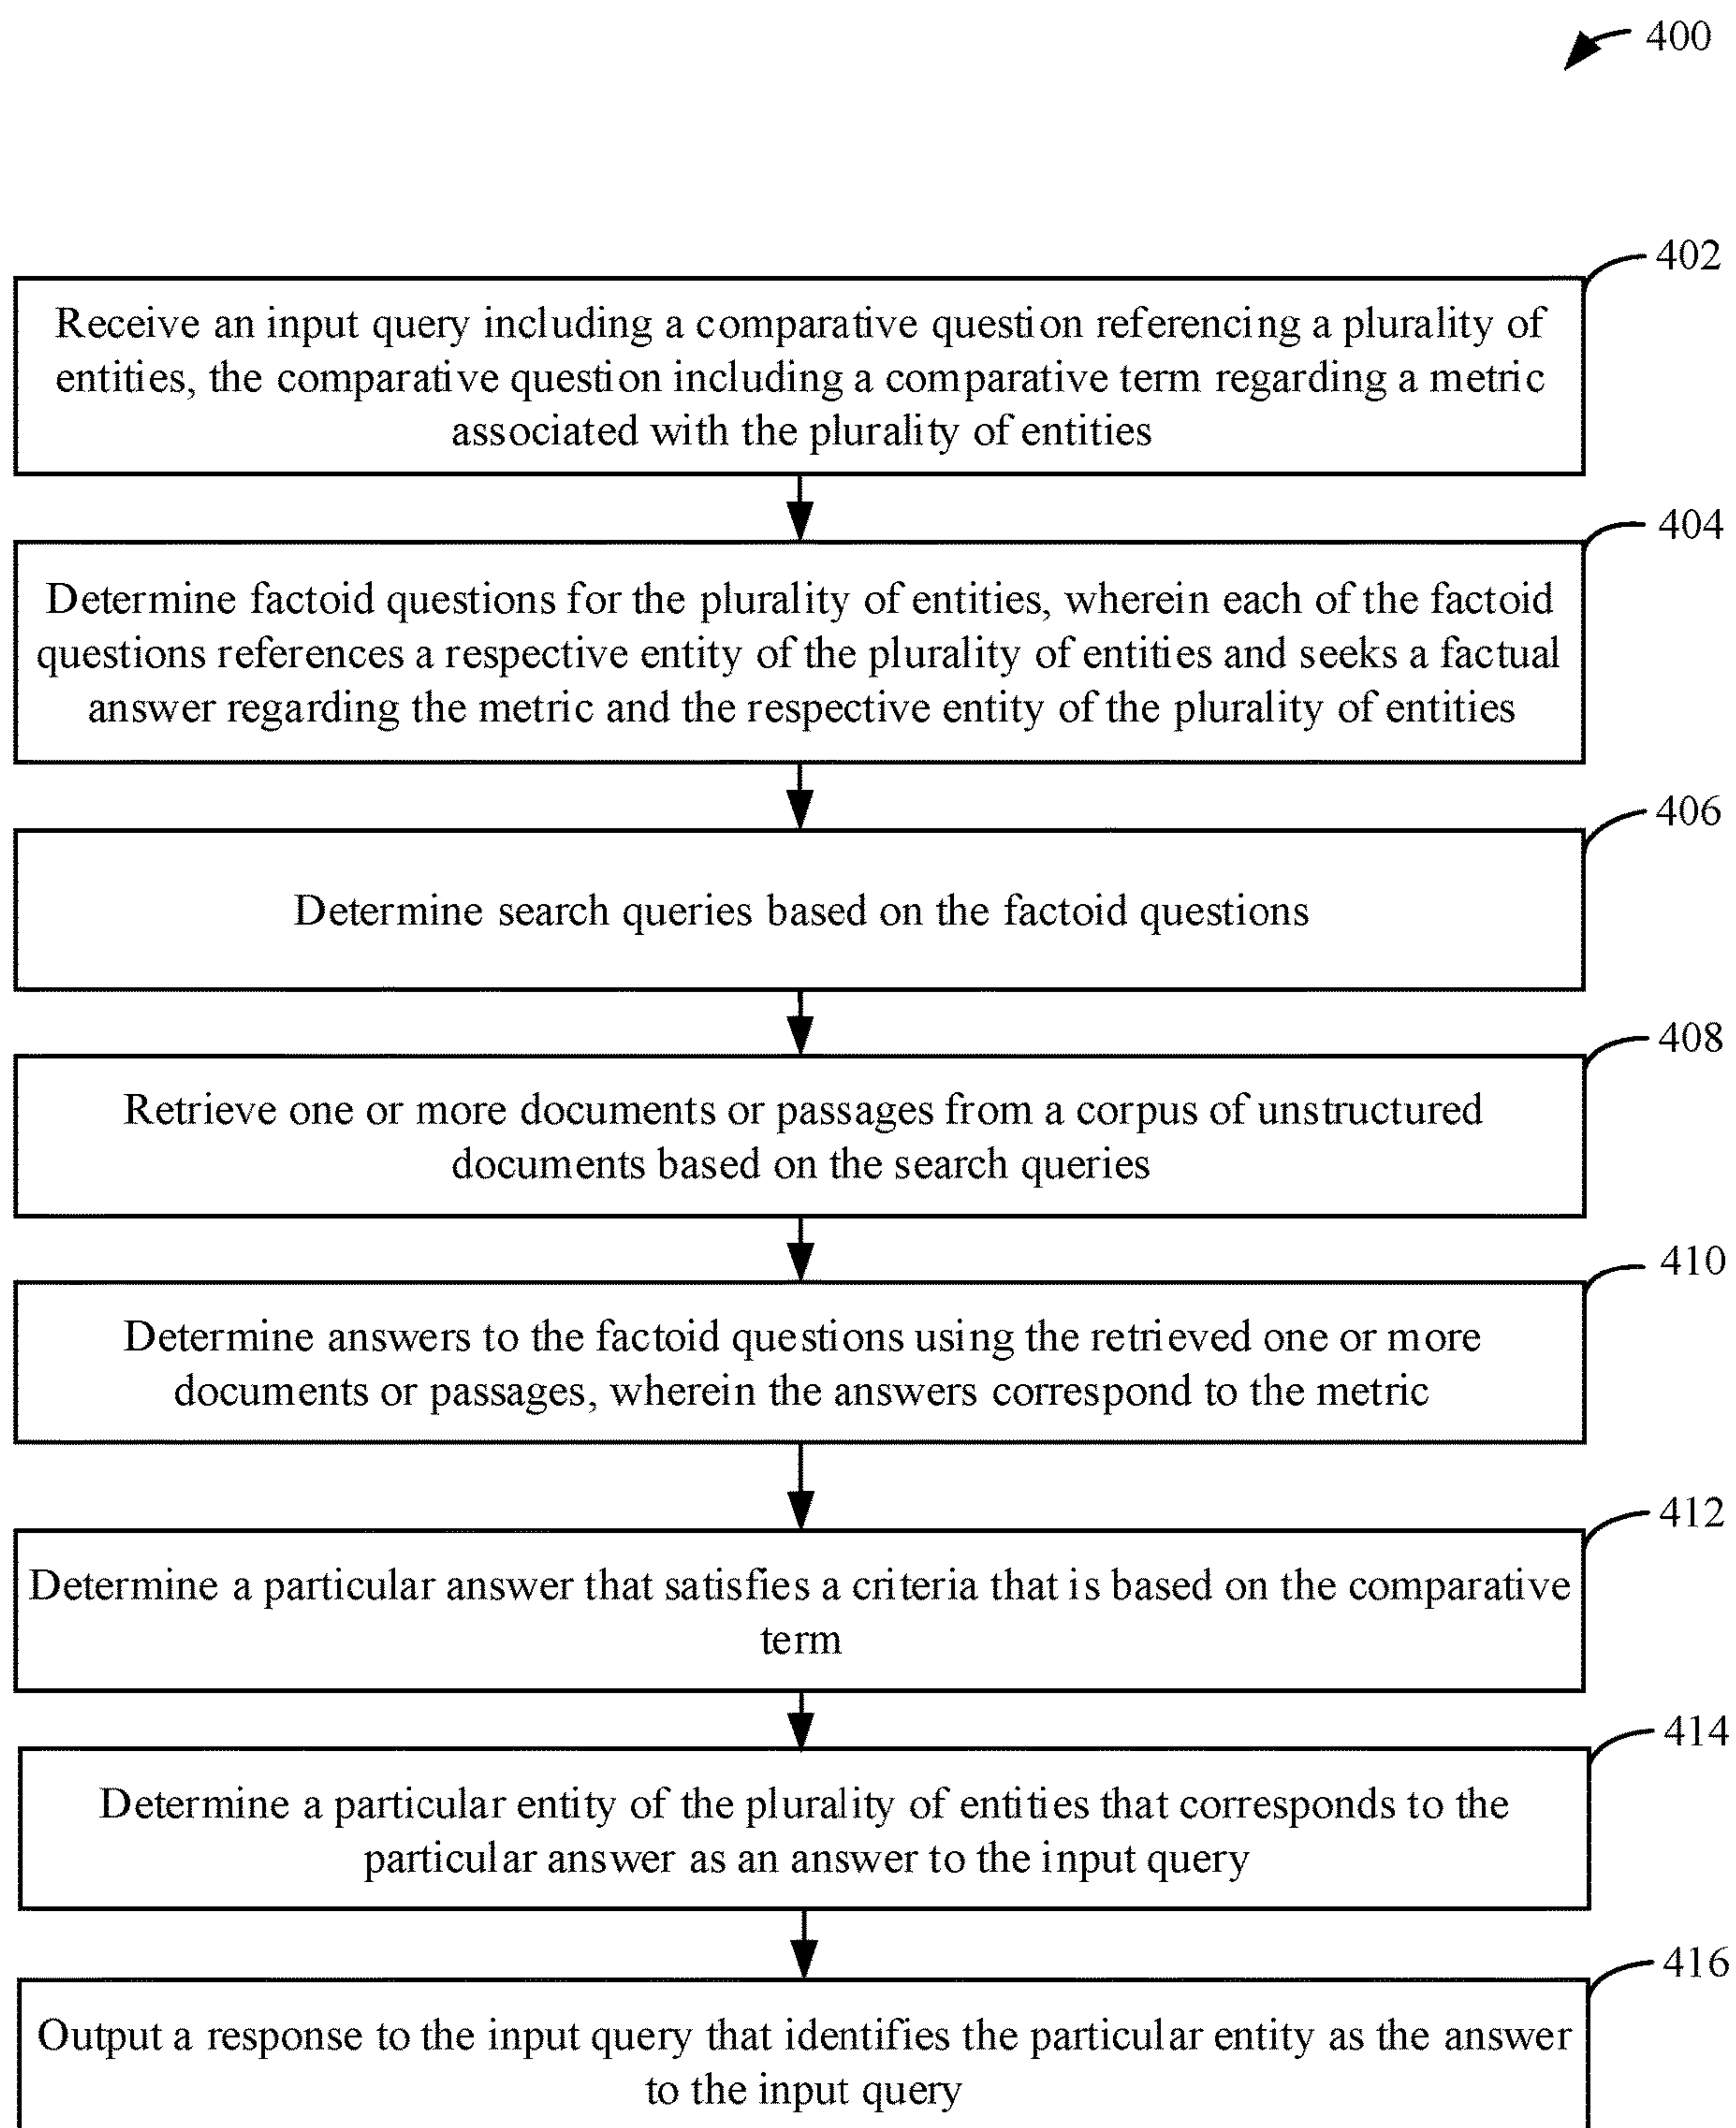 400
402
Receive an input query including a comparative question referencing a plurality of
entities, the comparative question including a comparative term regarding a metric
associated with the plurality of entities
404
Determine factoid questions for the plurality of entities, wherein each of the factoid
questions references a respective entity of the plurality of entities and seeks a factual
answer regarding the metric and the respective entity of the plurality of entities
406
Determine search queries based on the factoid questions
408
Retrieve one or more documents or passages from a corpus of unstructured
documents based on the search queries
410
Determine answers to the factoid questions using the retrieved one or more
documents or passages, wherein the answers correspond to the metric
412
Determine a particular answer that satisfies a criteria that is based on the comparative
term
414
Determine a particular entity of the plurality of entities that corresponds to the
particular answer as an answer to the input query
416
Output a response to the input query that identifies the particular entity as the answer
to the input query